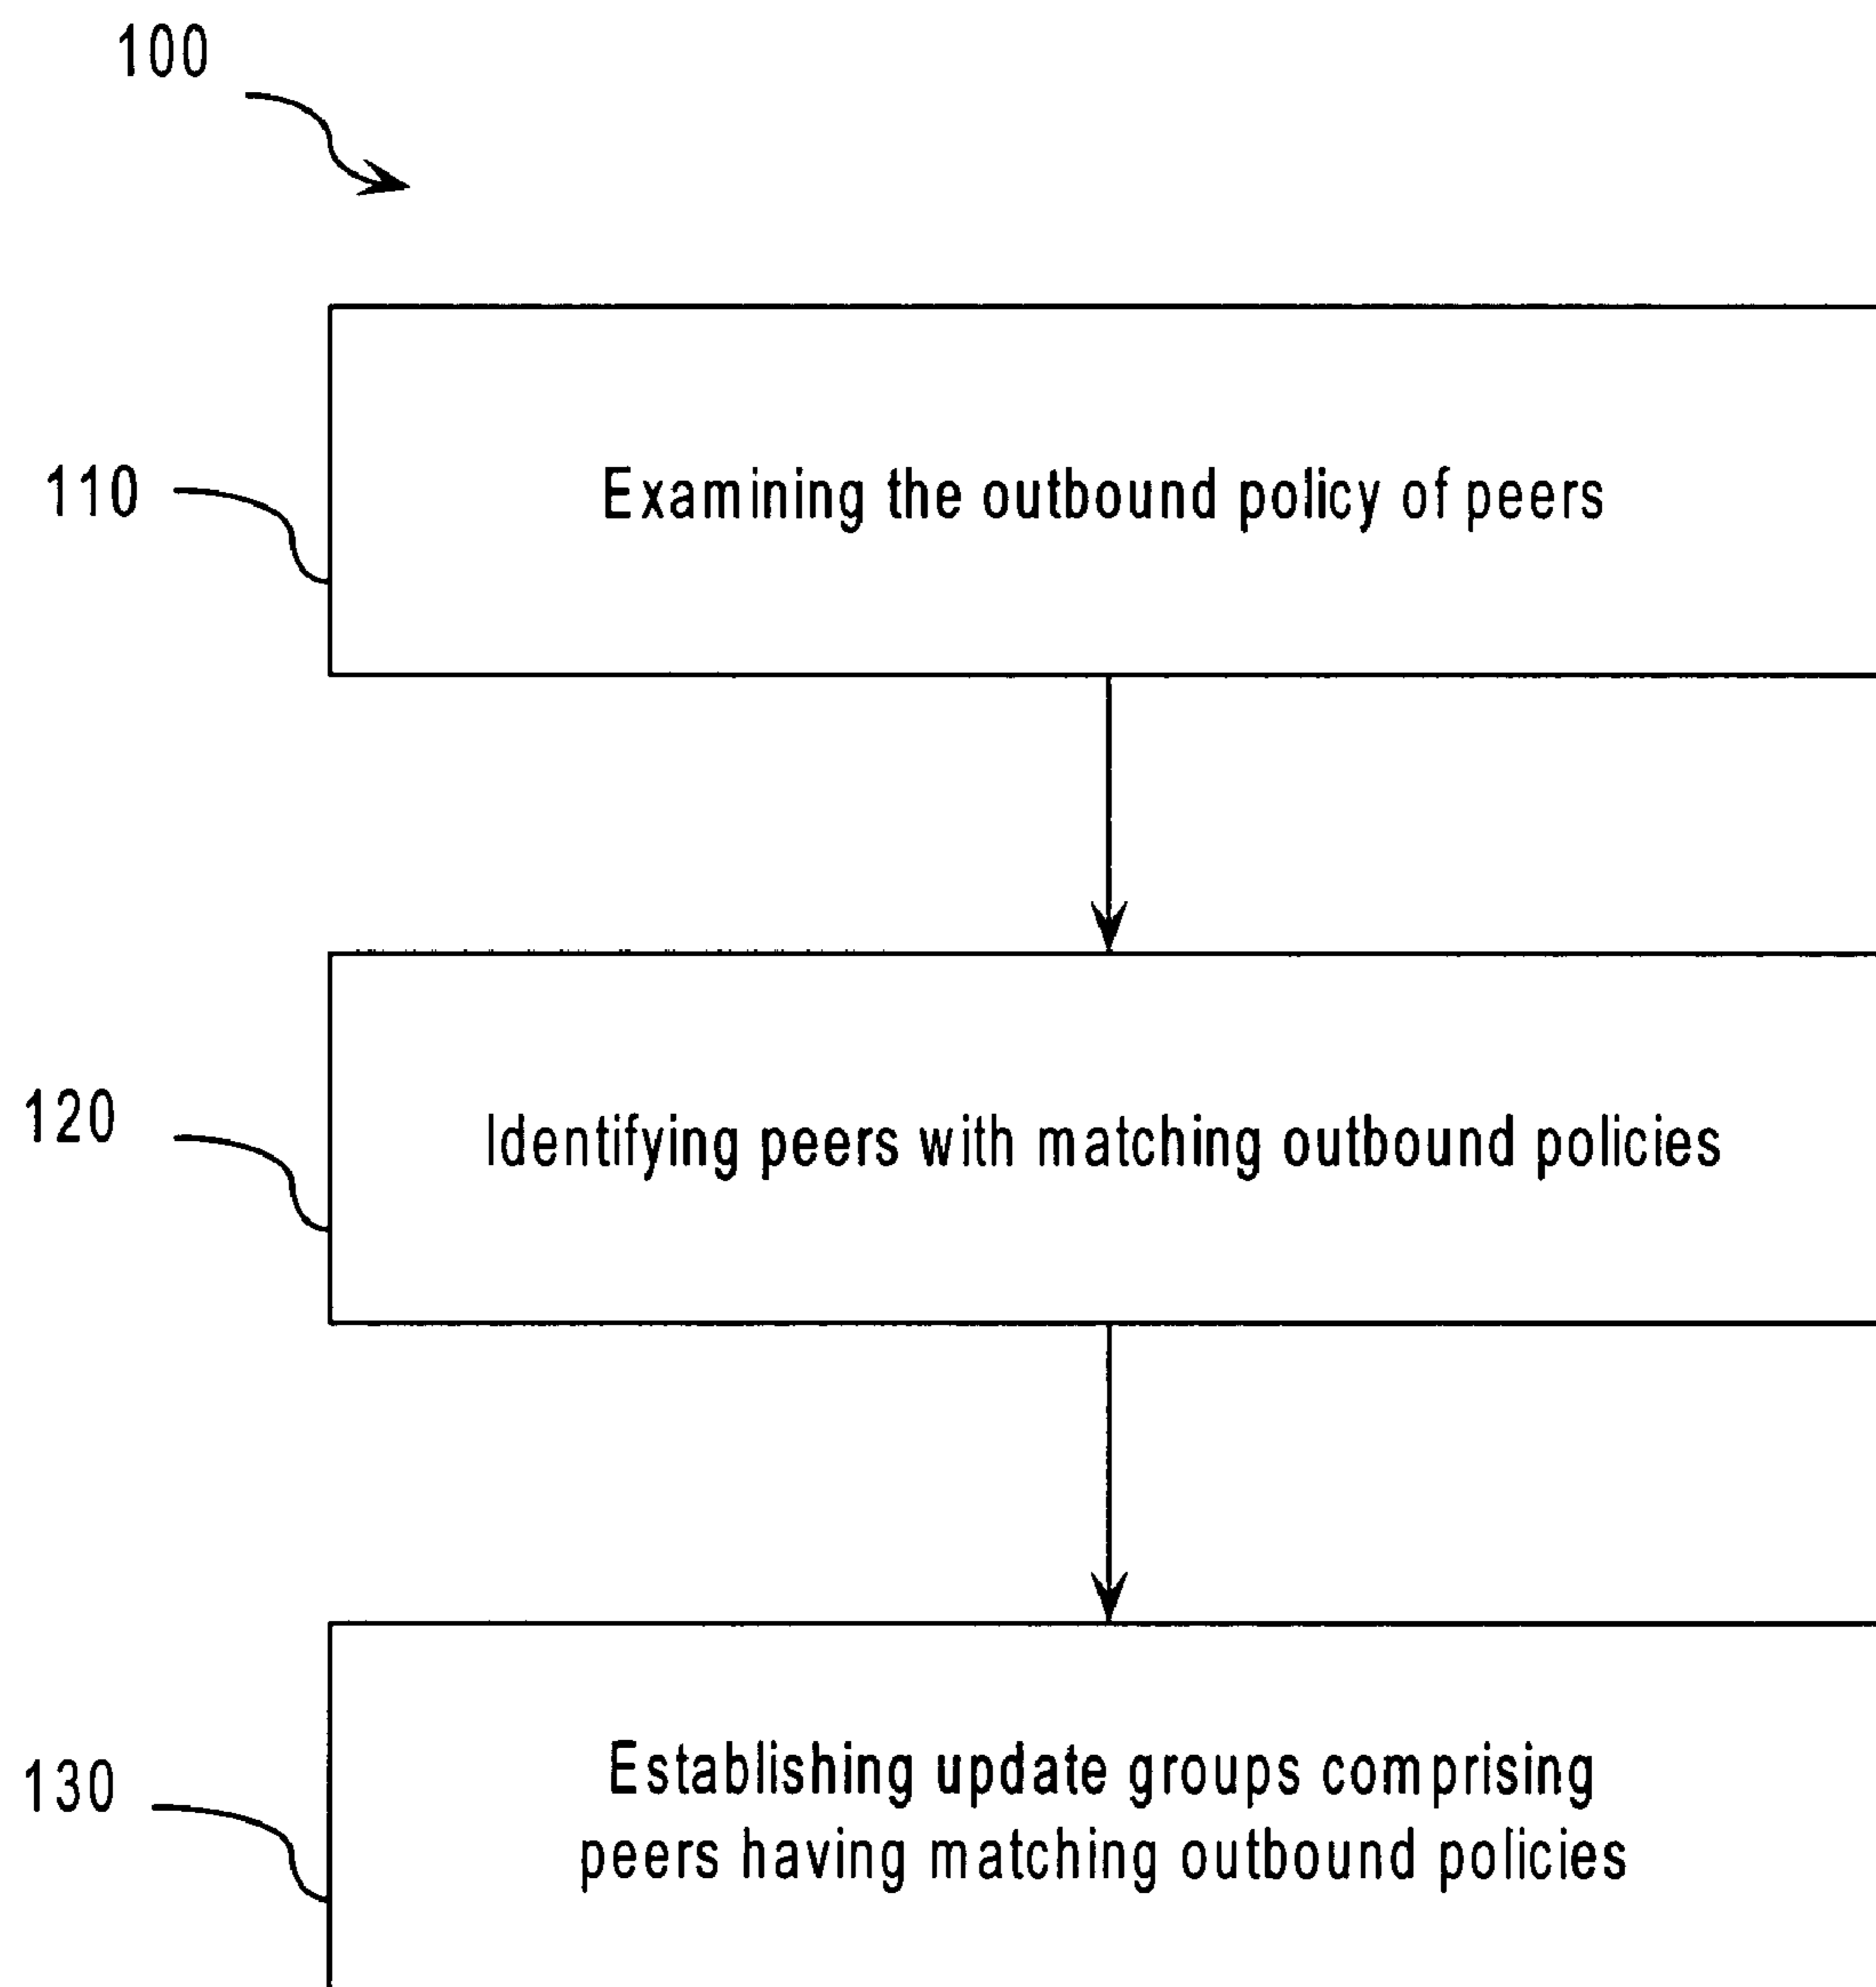 100
110
Examining the outbound policy of peers
120
Identifying peers with matching outbound policies
130
Establishing update groups comprising
peers having matching outbound policies